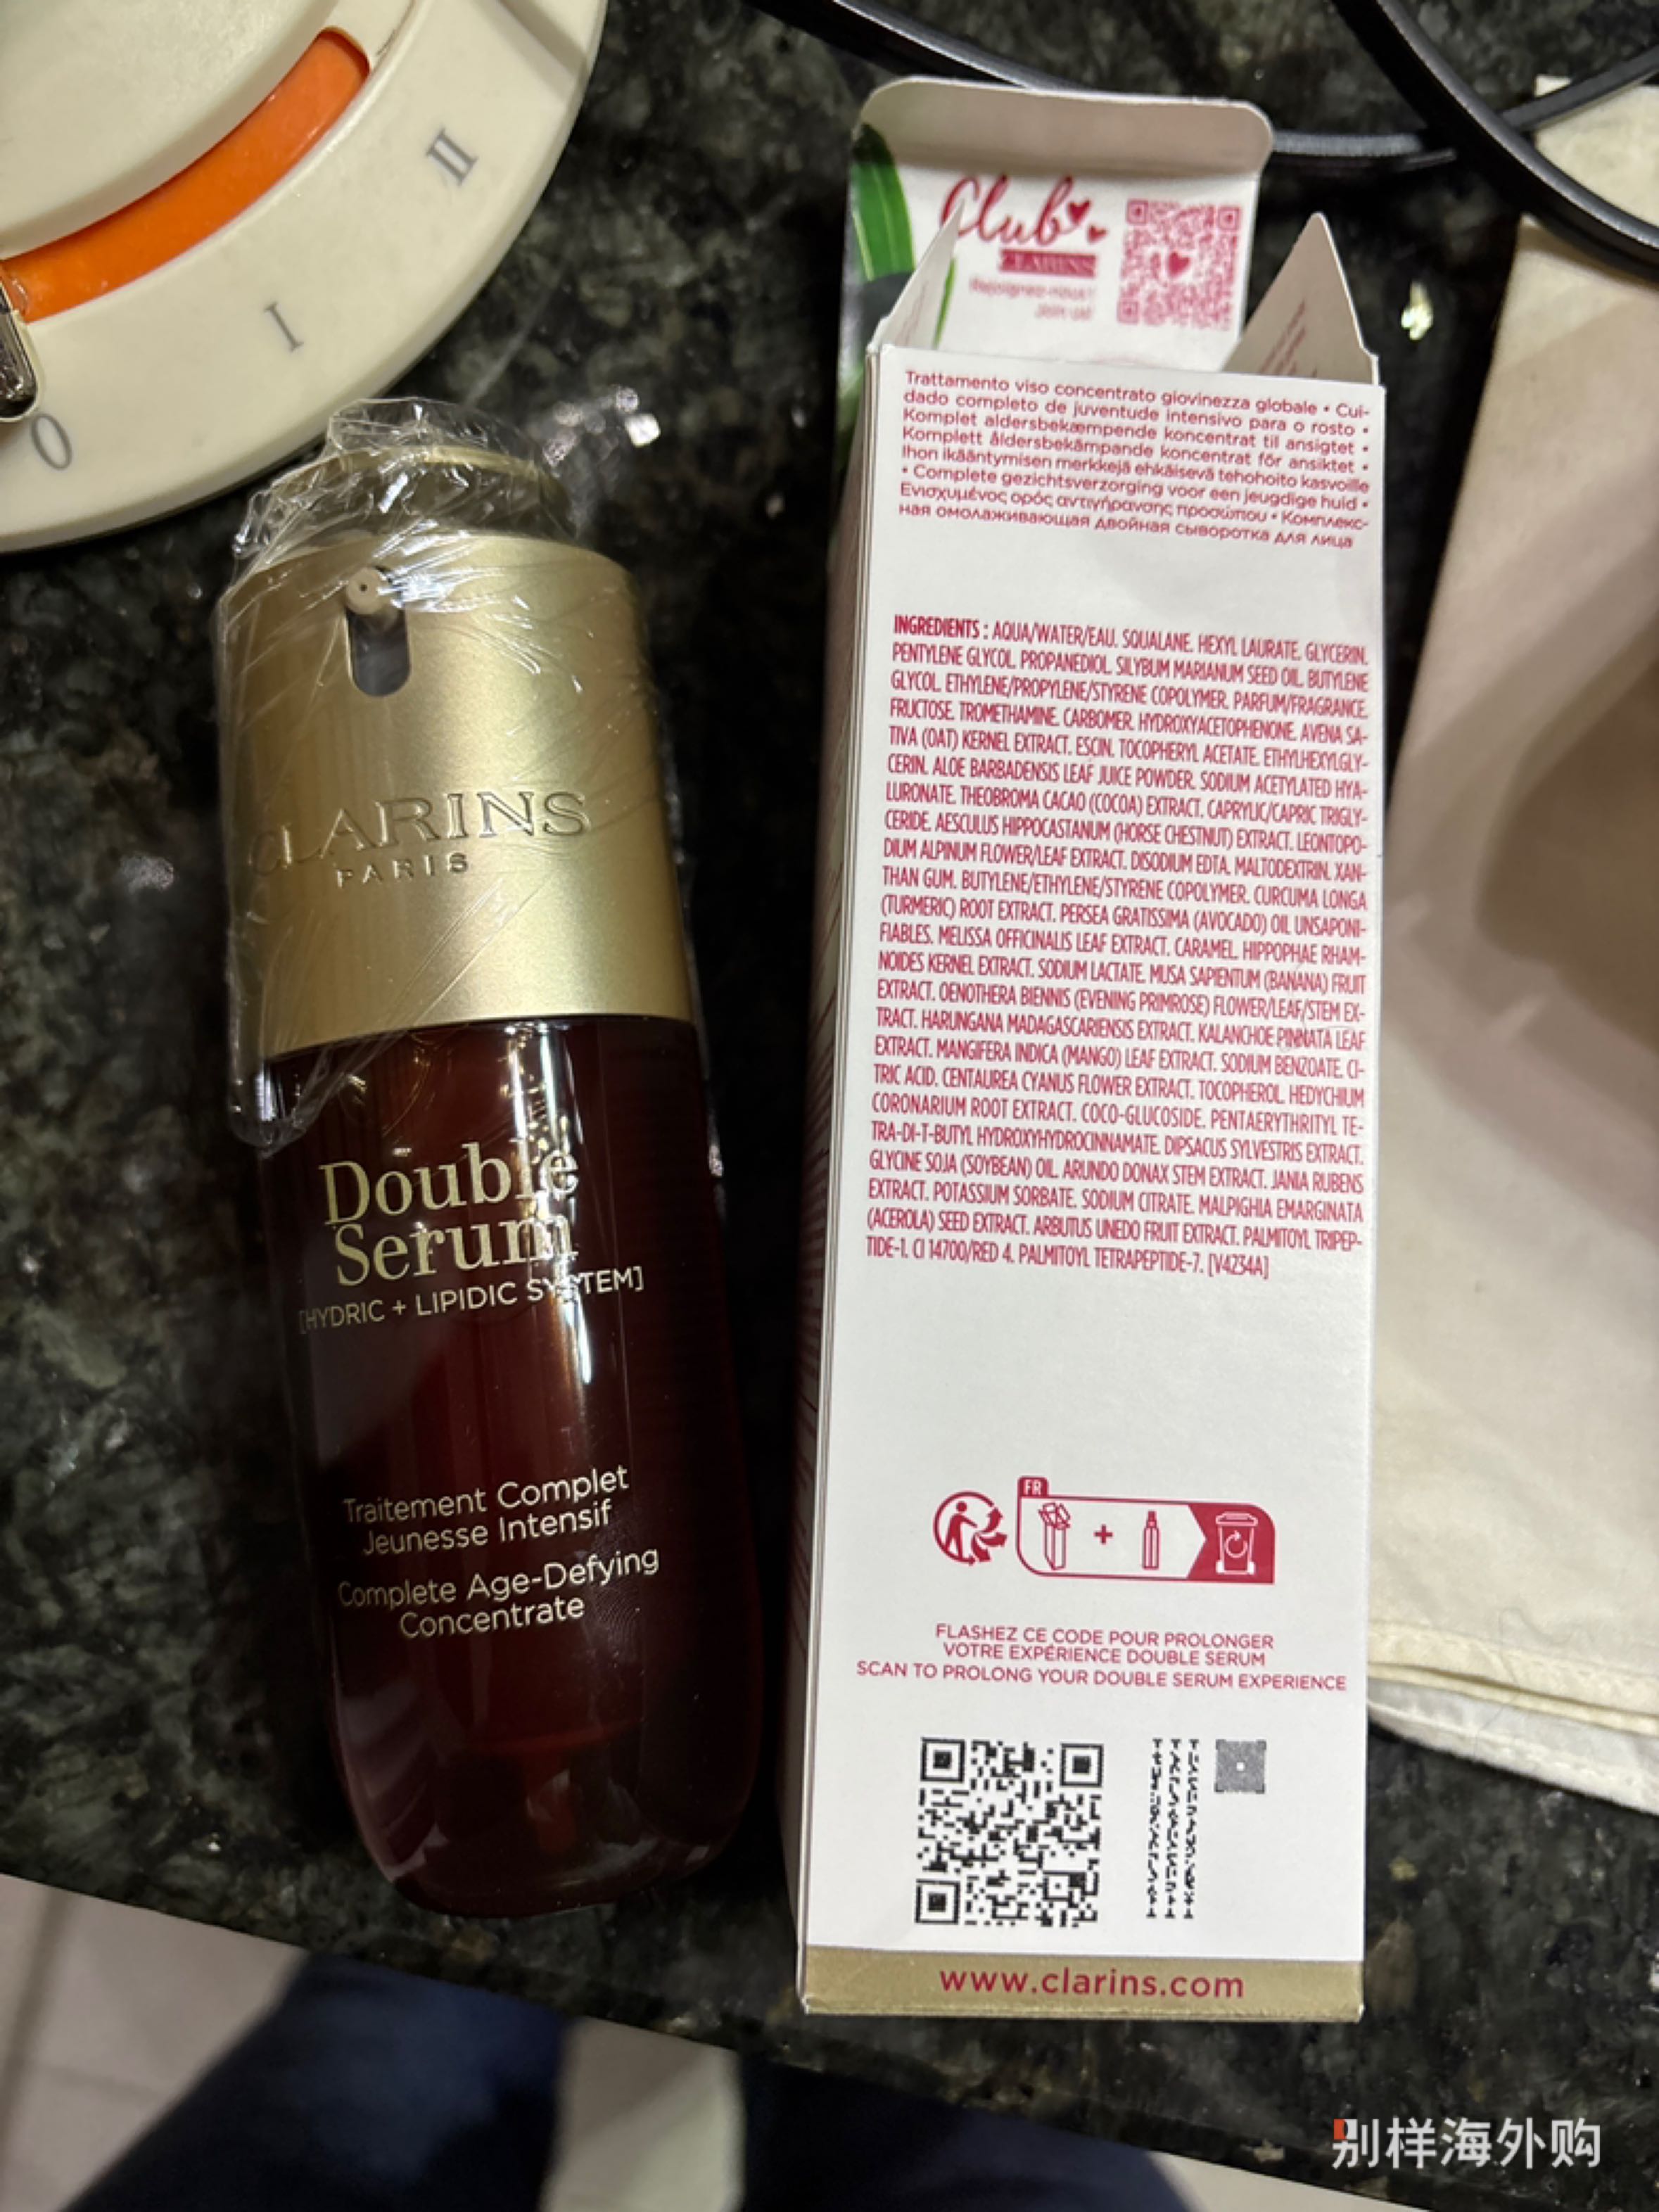 0
I
II
CLARINS
PARIS
Double
Serum
[HYDRIC + LIPIDIC SYSTEM]
Traitement Complet
Jeunesse Intensif
Complete Age-Defying
Concentrate
Club
CLARINS
Rejoignez-nous !
Join us!
Trattamento viso concentrato giovinezza globale • Cui-
dado completo de juventude intensivo para o rosto •
Komplet aldersbekæmpende koncentrat til ansigtet •
Komplett åldersbekämpande koncentrat för ansiktet •
Ihon ikääntymisen merkkejä ehkäisevä tehohoito kasvoille
• Complete gezichtsverzorging voor een jeugdige huid •
Ενισχυμένος ορός αντιγήρανσης προσώπου • Комплекс-
ная омолаживающая двойная сыворотка для лица
INGREDIENTS : AQUA/WATER/EAU. SQUALANE. HEXYL LAURATE. GLYCERIN.
PENTYLENE GLYCOL. PROPANEDIOL. SILYBUM MARIANUM SEED OIL. BUTYLENE
GLYCOL. ETHYLENE/PROPYLENE/STYRENE COPOLYMER. PARFUM/FRAGRANCE.
FRUCTOSE. TROMETHAMINE. CARBOMER. HYDROXYACETOPHENONE. AVENA SA-
TIVA (OAT) KERNEL EXTRACT. ESCIN. TOCOPHERYL ACETATE. ETHYLHEXYLGLY-
CERIN. ALOE BARBADENSIS LEAF JUICE POWDER. SODIUM ACETYLATED HYA-
LURONATE. THEOBROMA CACAO (COCOA) EXTRACT. CAPRYLIC/CAPRIC TRIGLY-
CERIDE. AESCULUS HIPPOCASTANUM (HORSE CHESTNUT) EXTRACT. LEONTOPO-
DIUM ALPINUM FLOWER/LEAF EXTRACT. DISODIUM EDTA. MALTODEXTRIN. XAN-
THAN GUM. BUTYLENE/ETHYLENE/STYRENE COPOLYMER. CURCUMA LONGA
(TURMERIC) ROOT EXTRACT. PERSEA GRATISSIMA (AVOCADO) OIL UNSAPONI-
FIABLES. MELISSA OFFICINALIS LEAF EXTRACT. CARAMEL. HIPPOPHAE RHAM-
NOIDES KERNEL EXTRACT. SODIUM LACTATE. MUSA SAPIENTUM (BANANA) FRUIT
EXTRACT. OENOTHERA BIENNIS (EVENING PRIMROSE) FLOWER/LEAF/STEM EX-
TRACT. HARUNGANA MADAGASCARIENSIS EXTRACT. KALANCHOE PINNATA LEAF
EXTRACT. MANGIFERA INDICA (MANGO) LEAF EXTRACT. SODIUM BENZOATE. CI-
TRIC ACID. CENTAUREA CYANUS FLOWER EXTRACT. TOCOPHEROL. HEDYCHIUM
CORONARIUM ROOT EXTRACT. COCO-GLUCOSIDE. PENTAERYTHRITYL TE-
TRA-DI-T-BUTYL HYDROXYHYDROCINNAMATE. DIPSACUS SYLVESTRIS EXTRACT.
GLYCINE SOJA (SOYBEAN) OIL. ARUNDO DONAX STEM EXTRACT. JANIA RUBENS
EXTRACT. POTASSIUM SORBATE. SODIUM CITRATE. MALPIGHIA EMARGINATA
(ACEROLA) SEED EXTRACT. ARBUTUS UNEDO FRUIT EXTRACT. PALMITOYL TRIPEP-
TIDE-1. CI 14700/RED 4. PALMITOYL TETRAPEPTIDE-7. [V4234A]
FR
FLASHEZ CE CODE POUR PROLONGER
VOTRE EXPÉRIENCE DOUBLE SERUM
SCAN TO PROLONG YOUR DOUBLE SERUM EXPERIENCE
www.clarins.com
别样海外购